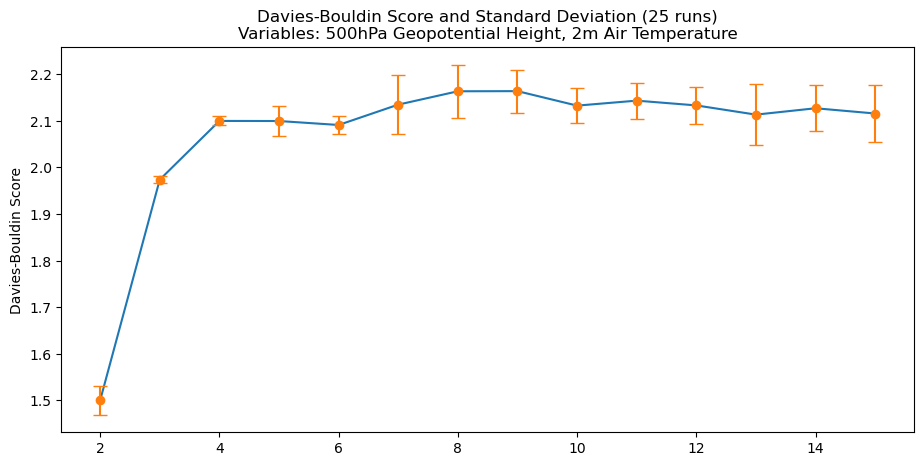 Davies-Bouldin Score and Standard Deviation (25 runs)
Variables: 500hPa Geopotential Height, 2m Air Temperature
Davies-Bouldin Score
2.2
2.1
2.0
1.9
1.8
1.7
1.6
1.5
2 4 6 8 10 12 14